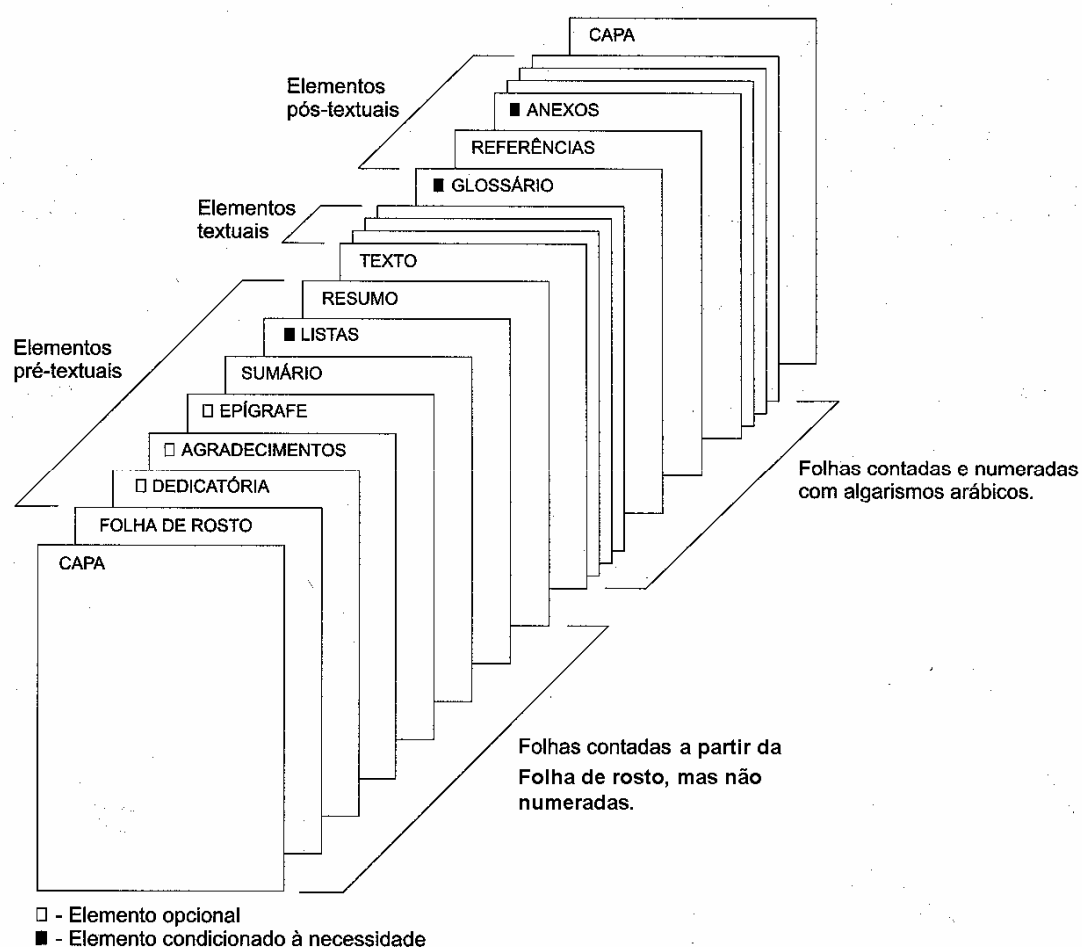 CAPA
Elementos
pós-textuais
■ ANEXOS
REFERÊNCIAS
■ GLOSSÁRIO
Elementos
textuais
TEXTO
RESUMO
■ LISTAS
Elementos
pré-textuais
SUMÁRIO
□ EPÍGRAFE
□ AGRADECIMENTOS
□ DEDICATÓRIA
FOLHA DE ROSTO
CAPA
Folhas contadas e numeradas
com algarismos arábicos.
Folhas contadas a partir da
Folha de rosto, mas não
numeradas.
□ - Elemento opcional
■ - Elemento condicionado à necessidade